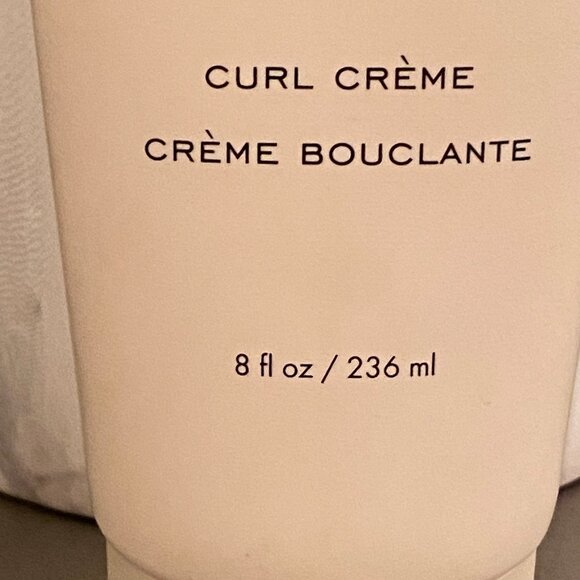 CURL CRÈME
CRÈME BOUCLANTE
8 fl oz / 236 ml